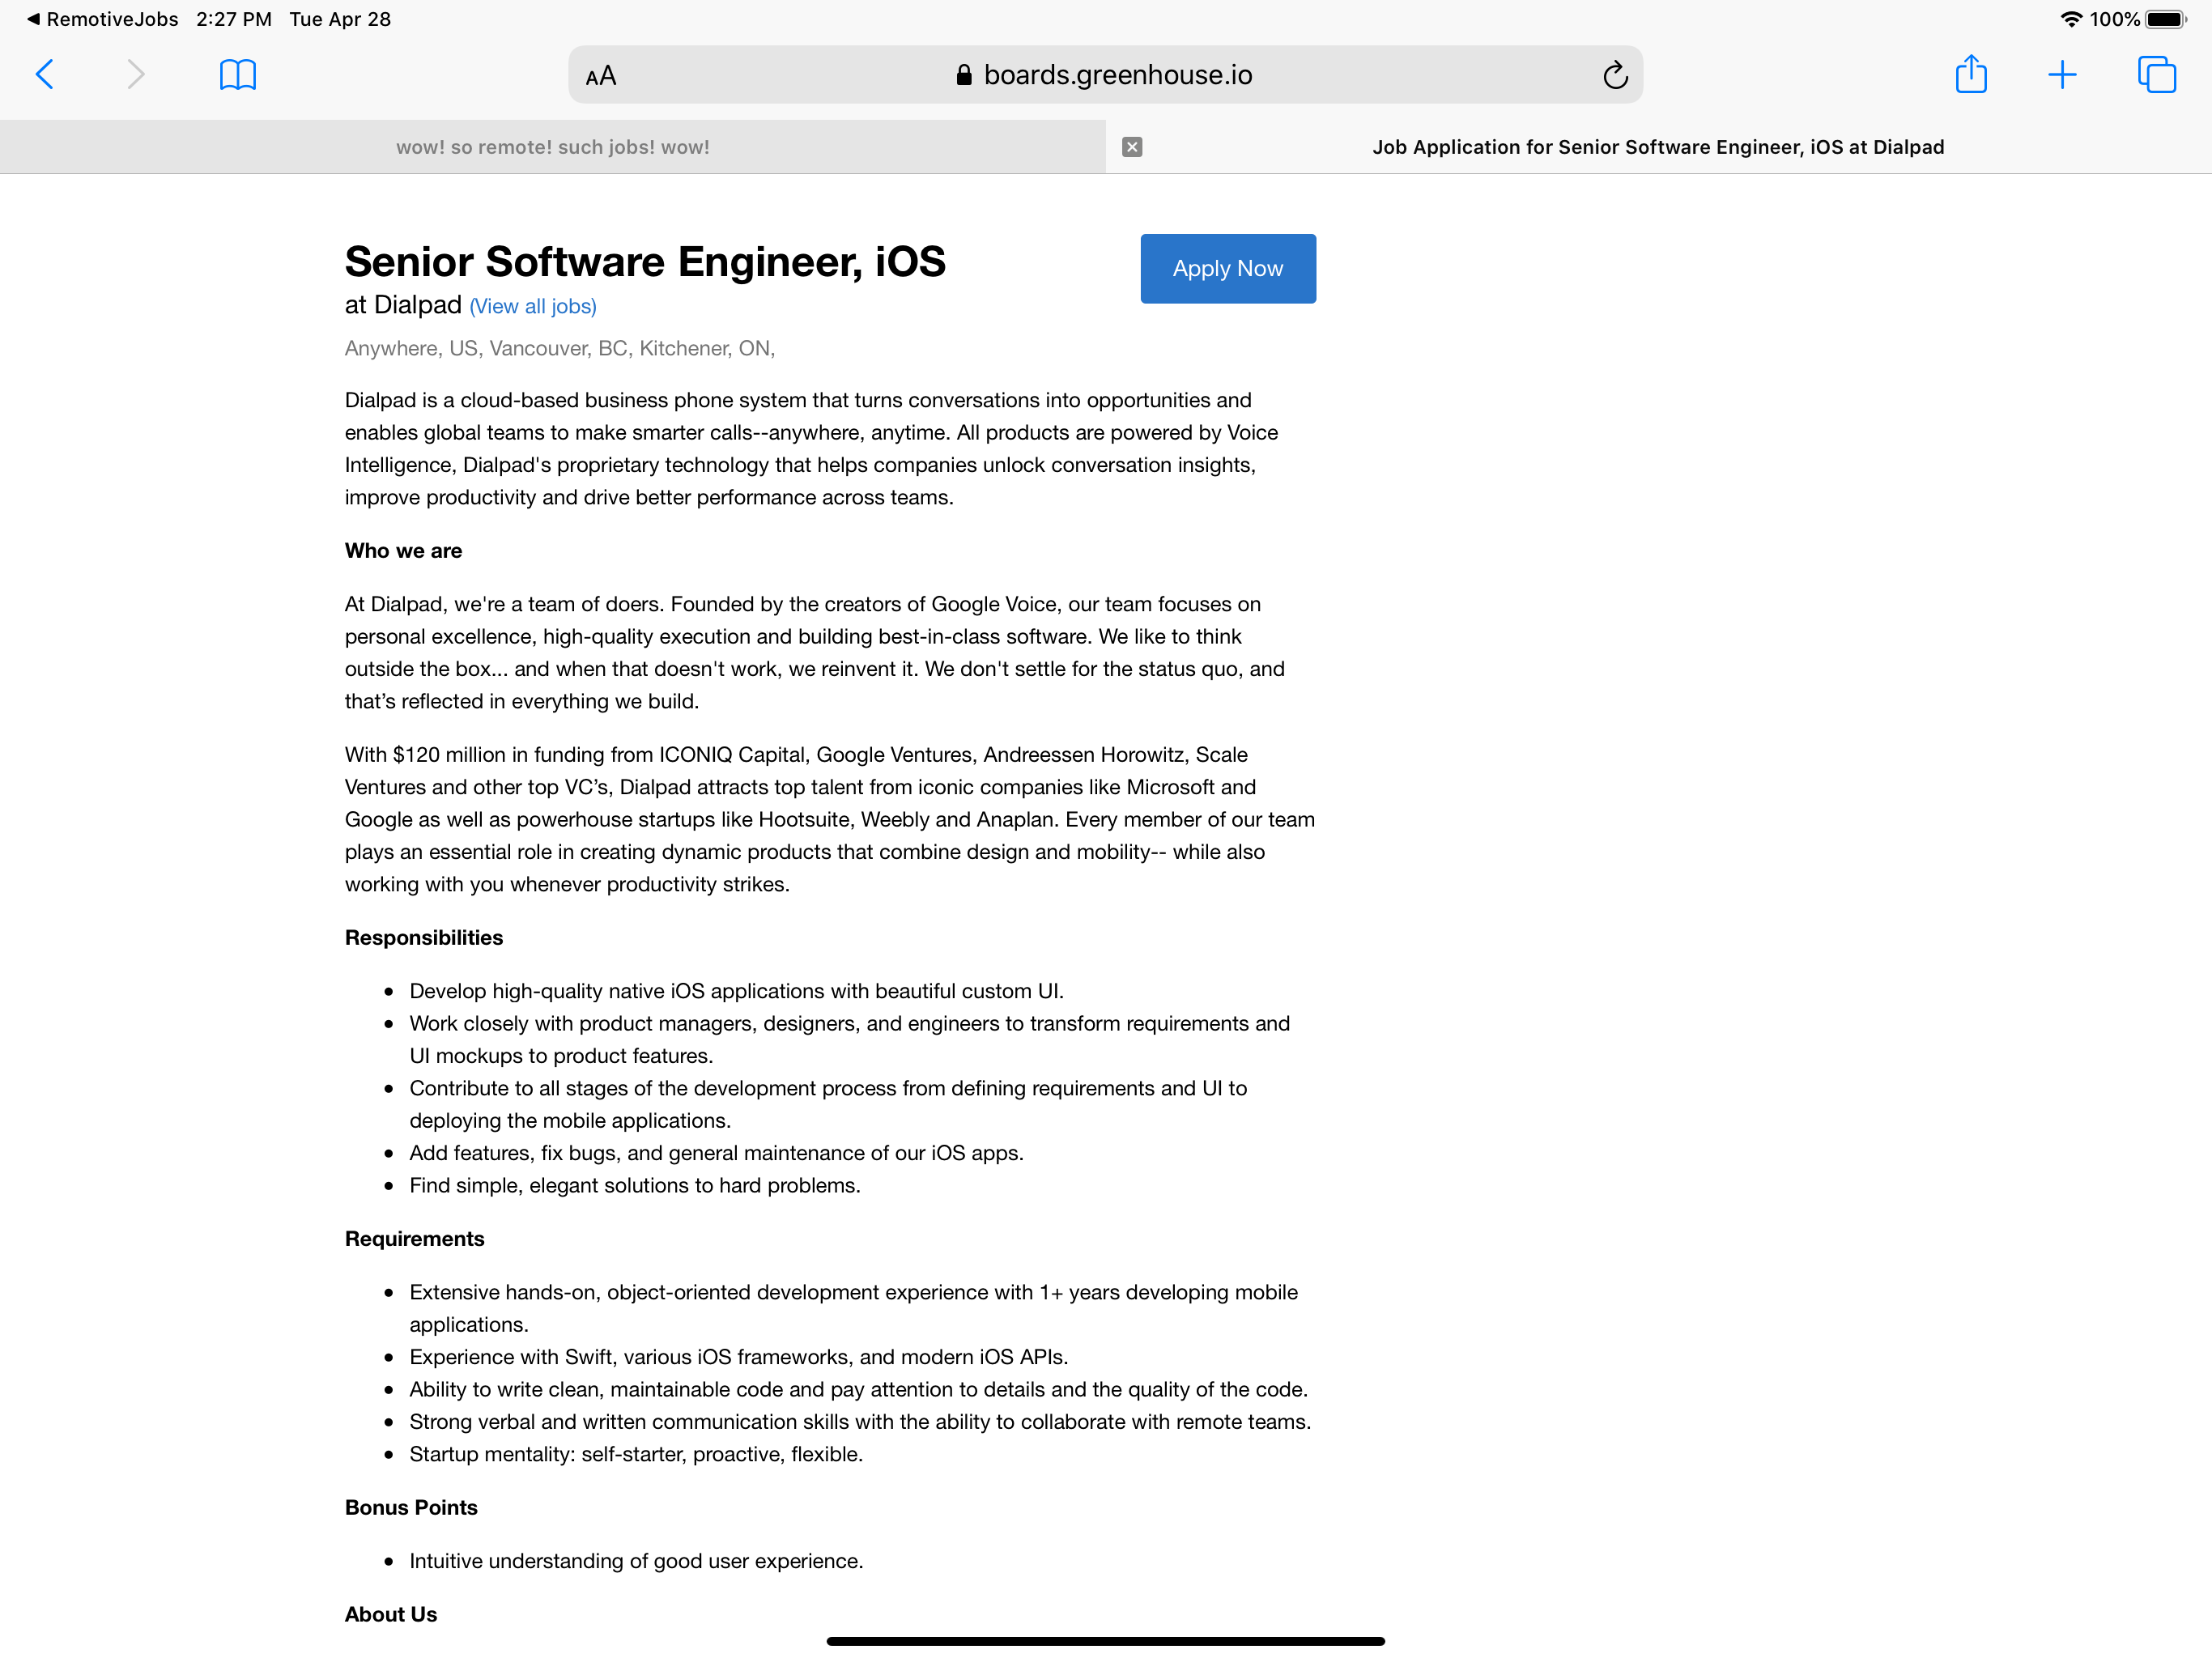 RemotiveJobs 2:27 PM Tue Apr 28 100%
AA boards.greenhouse.io
wow! so remote! such jobs! wow! Job Application for Senior Software Engineer, iOS at Dialpad
Senior Software Engineer, iOS
Apply Now
at Dialpad (View all jobs)
Anywhere, US, Vancouver, BC, Kitchener, ON,
Dialpad is a cloud-based business phone system that turns conversations into opportunities and
enables global teams to make smarter calls--anywhere, anytime. All products are powered by Voice
Intelligence, Dialpad's proprietary technology that helps companies unlock conversation insights,
improve productivity and drive better performance across teams.
Who we are
At Dialpad, we're a team of doers. Founded by the creators of Google Voice, our team focuses on
personal excellence, high-quality execution and building best-in-class software. We like to think
outside the box... and when that doesn't work, we reinvent it. We don't settle for the status quo, and
that’s reflected in everything we build.
With $120 million in funding from ICONIQ Capital, Google Ventures, Andreessen Horowitz, Scale
Ventures and other top VC’s, Dialpad attracts top talent from iconic companies like Microsoft and
Google as well as powerhouse startups like Hootsuite, Weebly and Anaplan. Every member of our team
plays an essential role in creating dynamic products that combine design and mobility-- while also
working with you whenever productivity strikes.
Responsibilities
• Develop high-quality native iOS applications with beautiful custom UI.
• Work closely with product managers, designers, and engineers to transform requirements and
UI mockups to product features.
• Contribute to all stages of the development process from defining requirements and UI to
deploying the mobile applications.
• Add features, fix bugs, and general maintenance of our iOS apps.
• Find simple, elegant solutions to hard problems.
Requirements
• Extensive hands-on, object-oriented development experience with 1+ years developing mobile
applications.
• Experience with Swift, various iOS frameworks, and modern iOS APIs.
• Ability to write clean, maintainable code and pay attention to details and the quality of the code.
• Strong verbal and written communication skills with the ability to collaborate with remote teams.
• Startup mentality: self-starter, proactive, flexible.
Bonus Points
• Intuitive understanding of good user experience.
About Us